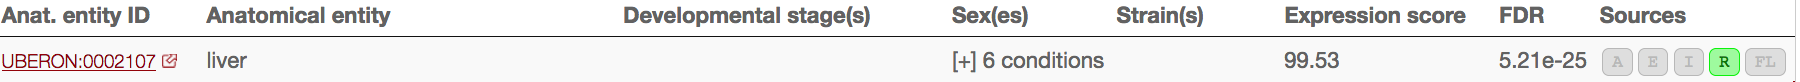 Anat. entity ID Anatomical entity Developmental stage(s) Sex(es) Strain(s) Expression score FDR Sources
UBERON:0002107 liver [+] 6 conditions 99.53 5.21e-25 A E I R FL